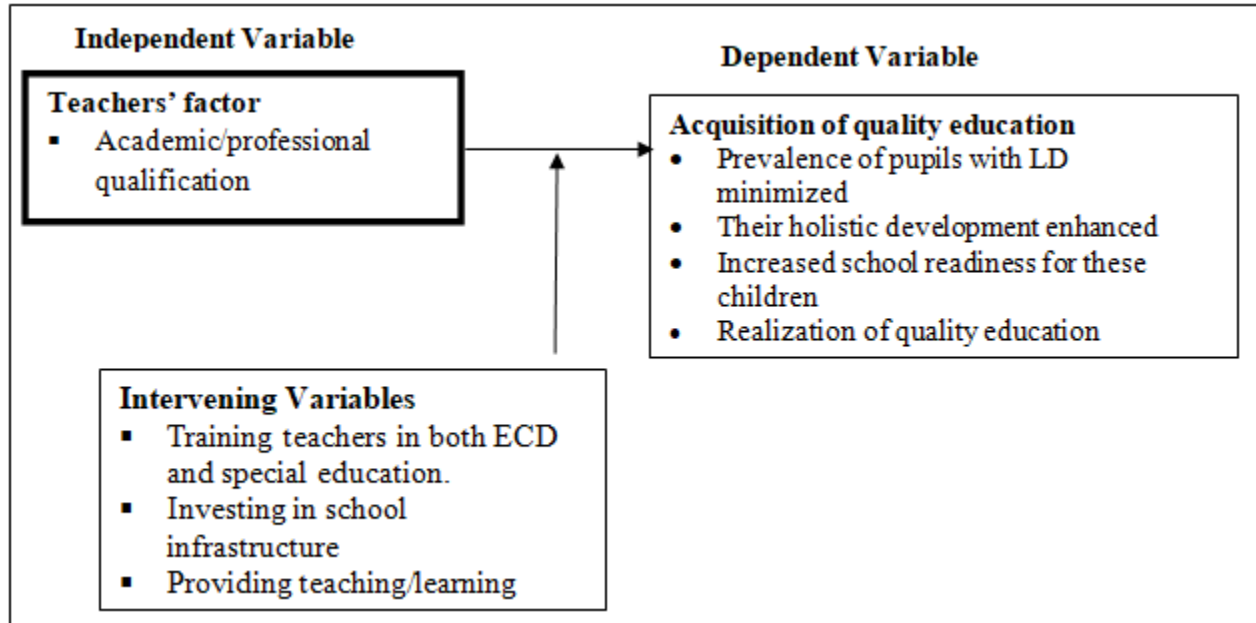 Independent Variable
Teachers’ factor
▪ Academic/professional
qualification
Dependent Variable
Acquisition of quality education
• Prevalence of pupils with LD
minimized
• Their holistic development enhanced
• Increased school readiness for these
children
• Realization of quality education
Intervening Variables
▪ Training teachers in both ECD
and special education.
▪ Investing in school
infrastructure
▪ Providing teaching/learning